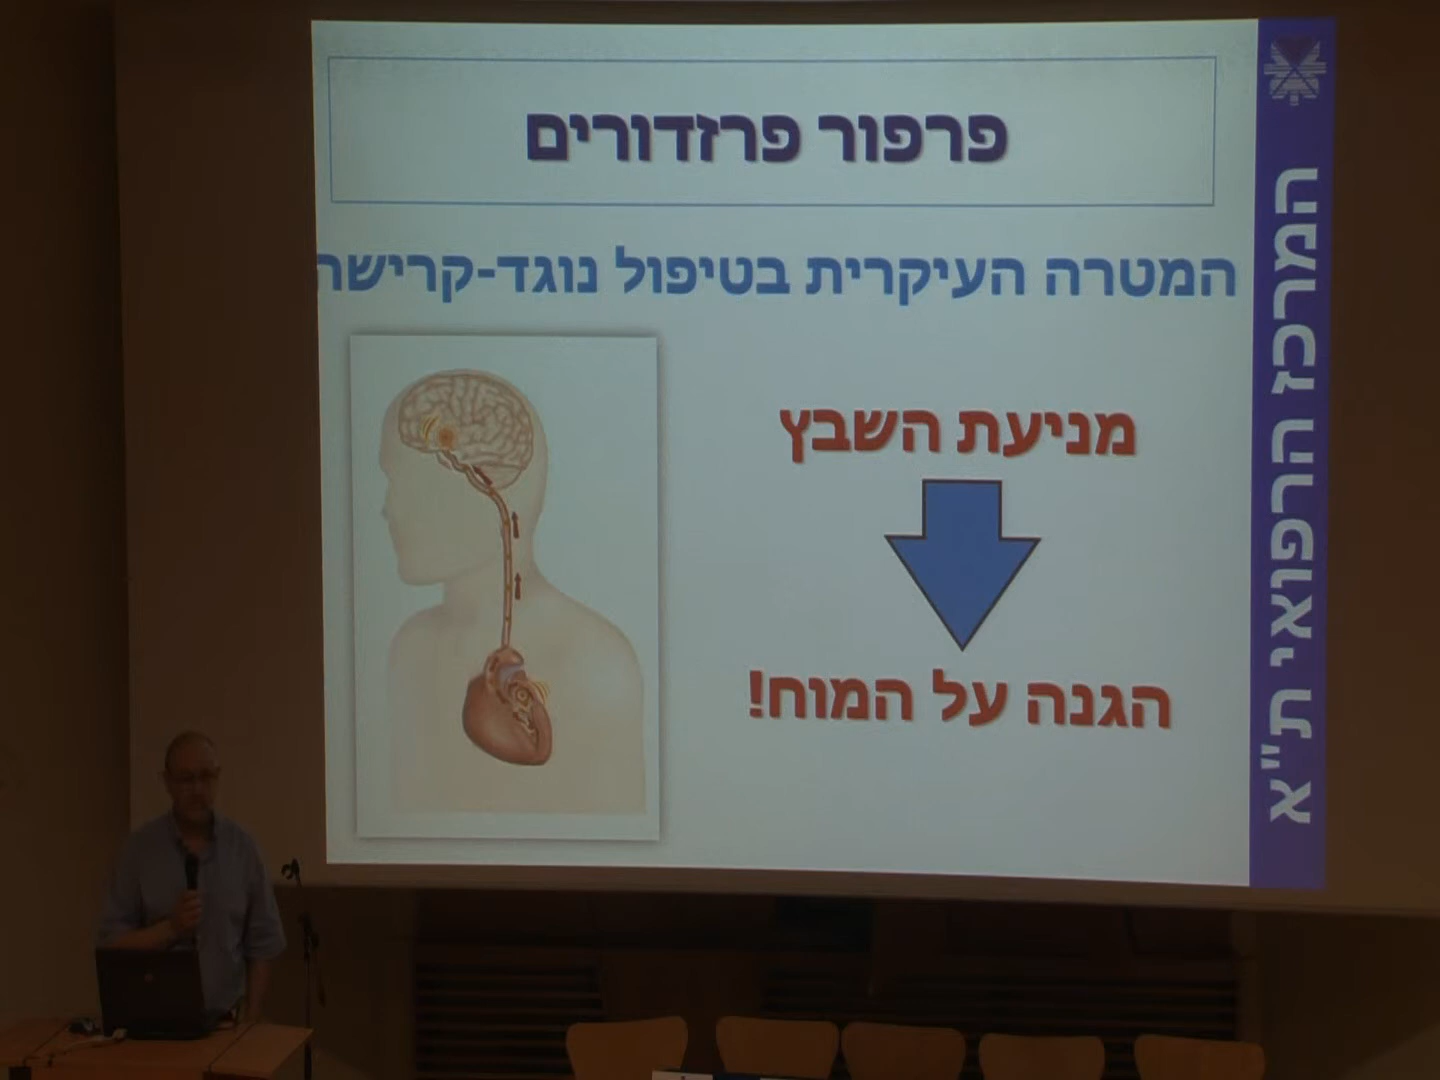 פרפור פרוזדורים
המטרה העיקרית בטיפול נוגד-קרישה
מניעת השבץ
הגנה על המוח!
המרכז הרפואי ת"א